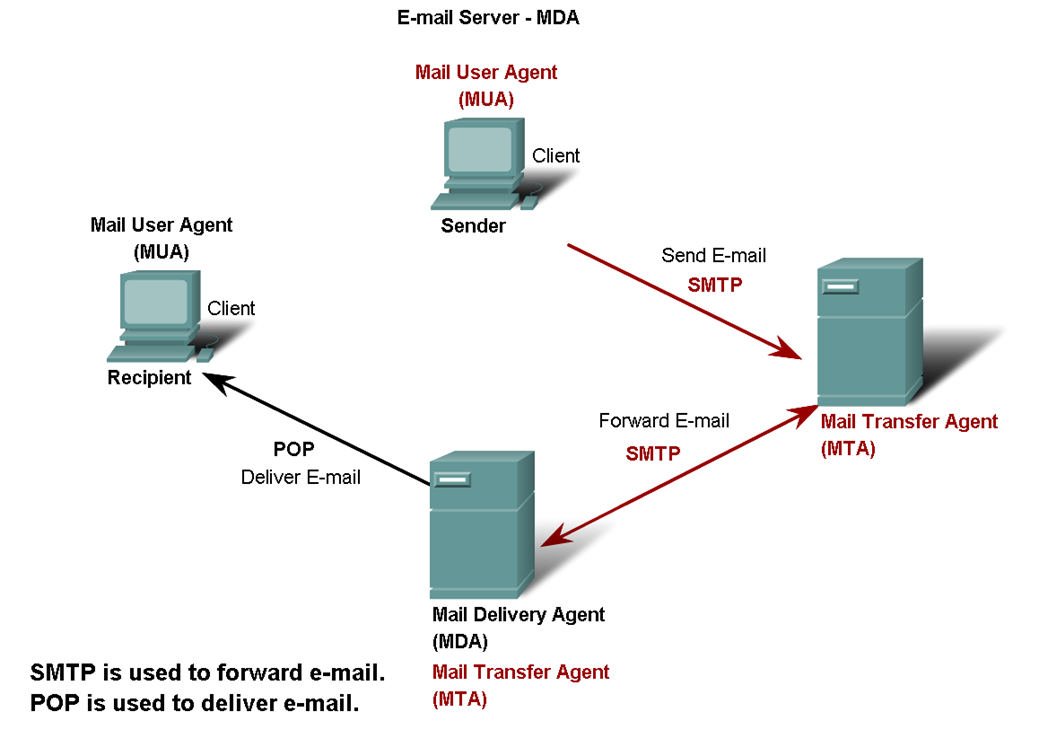 E-mail Server - MDA
Mail User Agent
(MUA)
Client
Sender
Mail User Agent
(MUA)
Client
Recipient
Send E-mail
SMTP
Mail Transfer Agent
(MTA)
Forward E-mail
SMTP
POP
Deliver E-mail
Mail Delivery Agent
(MDA)
Mail Transfer Agent
(MTA)
SMTP is used to forward e-mail.
POP is used to deliver e-mail.